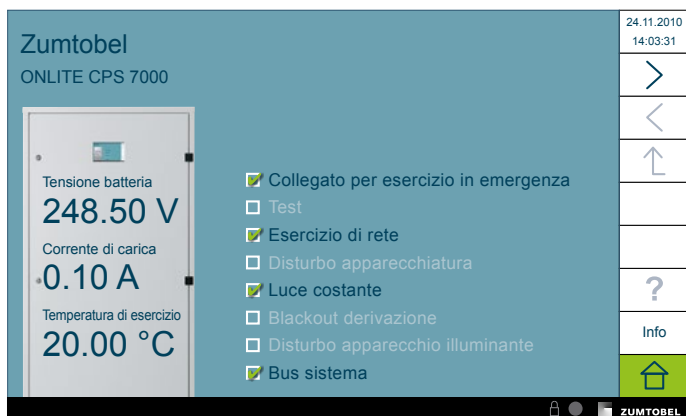 24.11.2010
14:03:31
Zumtobel
ONLITE CPS 7000
Tensione batteria
248.50 V
Corrente di carica
0.10 A
Temperatura di esercizio
20.00 °C
Collegato per esercizio in emergenza
Test
Esercizio di rete
Disturbo apparecchiatura
Luce costante
Blackout derivazione
Disturbo apparecchio illuminante
Bus sistema
?
Info
ZUMTOBEL